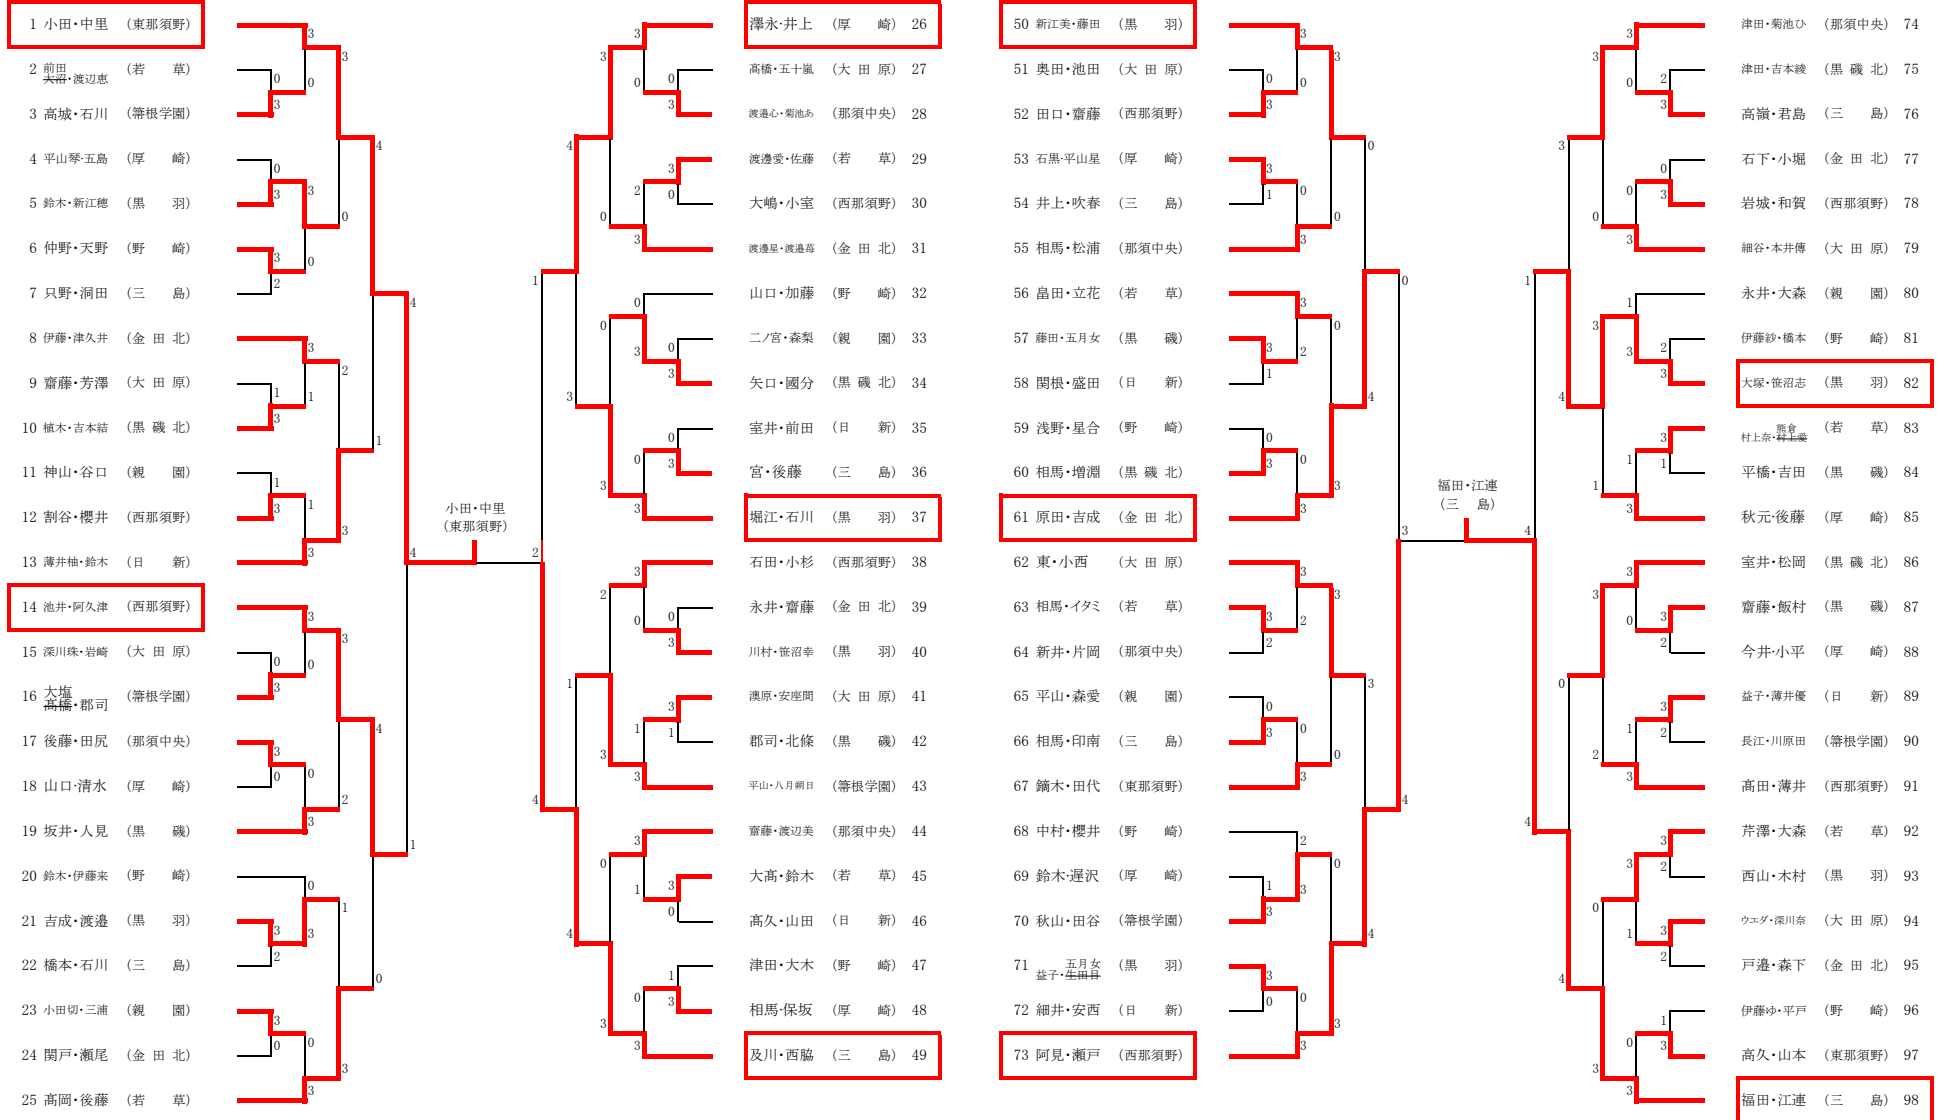 1 小田・中里 （東那須野）
2 前田 大沼・渡辺恵 （若 草）
3 高城・石川 （箒根学園）
4 平山琴・五島 （厚 崎）
5 鈴木・新江穂 （黒 羽）
6 仲野・天野 （野 崎）
7 只野・洞田 （三 島）
8 伊藤・津久井 （金 田 北）
9 齋藤・芳澤 （大 田 原）
10 植木・吉本結 （黒 磯 北）
11 神山・谷口 （親 園）
12 割谷・櫻井 （西那須野）
13 薄井柚・鈴木 （日 新）
14 池井・阿久津 （西那須野）
15 深川珠・岩崎 （大 田 原）
16 大塩 髙橋・郡司 （箒根学園）
17 後藤・田尻 （那須中央）
18 山口・清水 （厚 崎）
19 坂井・人見 （黒 磯）
20 鈴木・伊藤来 （野 崎）
21 吉成・渡邉 （黒 羽）
22 橋本・石川 （三 島）
23 小田切・三浦 （親 園）
24 関戸・瀬尾 （金 田 北）
25 髙岡・後藤 （若 草）
小田・中里
（東那須野）
澤永・井上 （厚 崎） 26
髙橋・五十嵐 （大 田 原） 27
渡邉心・菊池あ （那須中央） 28
渡邊愛・佐藤 （若 草） 29
大嶋・小室 （西那須野） 30
渡邉星・渡邉苺 （金 田 北） 31
山口・加藤 （野 崎） 32
二ノ宮・森梨 （親 園） 33
矢口・國分 （黒 磯 北） 34
室井・前田 （日 新） 35
宮・後藤 （三 島） 36
堀江・石川 （黒 羽） 37
石田・小杉 （西那須野） 38
永井・齋藤 （金 田 北） 39
川村・笹沼幸 （黒 羽） 40
澳原・安座間 （大 田 原） 41
郡司・北條 （黒 磯） 42
平山・八月朔日 （箒根学園） 43
齋藤・渡辺美 （那須中央） 44
大髙・鈴木 （若 草） 45
髙久・山田 （日 新） 46
津田・大木 （野 崎） 47
相馬・保坂 （厚 崎） 48
及川・西脇 （三 島） 49
50 新江美・藤田 （黒 羽）
51 奥田・池田 （大 田 原）
52 田口・齋藤 （西那須野）
53 石黒・平山星 （厚 崎）
54 井上・吹春 （三 島）
55 相馬・松浦 （那須中央）
56 畠田・立花 （若 草）
57 藤田・五月女 （黒 磯）
58 関根・盛田 （日 新）
59 浅野・星合 （野 崎）
60 相馬・増淵 （黒 磯 北）
61 原田・吉成 （金 田 北）
62 東・小西 （大 田 原）
63 相馬・イタミ （若 草）
64 新井・片岡 （那須中央）
65 平山・森愛 （親 園）
66 相馬・印南 （三 島）
67 鏑木・田代 （東那須野）
68 中村・櫻井 （野 崎）
69 鈴木・遅沢 （厚 崎）
70 秋山・田谷 （箒根学園）
71 益子・五月女 生田目 （黒 羽）
72 細井・安西 （日 新）
73 阿見・瀬戸 （西那須野）
福田・江連
（三 島）
津田・菊池ひ （那須中央） 74
津田・吉本綾 （黒 磯 北） 75
高嶺・君島 （三 島） 76
石下・小堀 （金 田 北） 77
岩城・和賀 （西那須野） 78
細谷・本井傳 （大 田 原） 79
永井・大森 （親 園） 80
伊藤紗・橋本 （野 崎） 81
大塚・笹沼志 （黒 羽） 82
村上奈・熊倉 村上愛 （若 草） 83
平橋・吉田 （黒 磯） 84
秋元・後藤 （厚 崎） 85
室井・松岡 （黒 磯 北） 86
齋藤・飯村 （黒 磯） 87
今井・小平 （厚 崎） 88
益子・薄井優 （日 新） 89
長江・川原田 （箒根学園） 90
髙田・薄井 （西那須野） 91
芹澤・大森 （若 草） 92
西山・木村 （黒 羽） 93
ウエダ・深川奈 （大 田 原） 94
戸邉・森下 （金 田 北） 95
伊藤ゆ・平戸 （野 崎） 96
高久・山本 （東那須野） 97
福田・江連 （三 島） 98